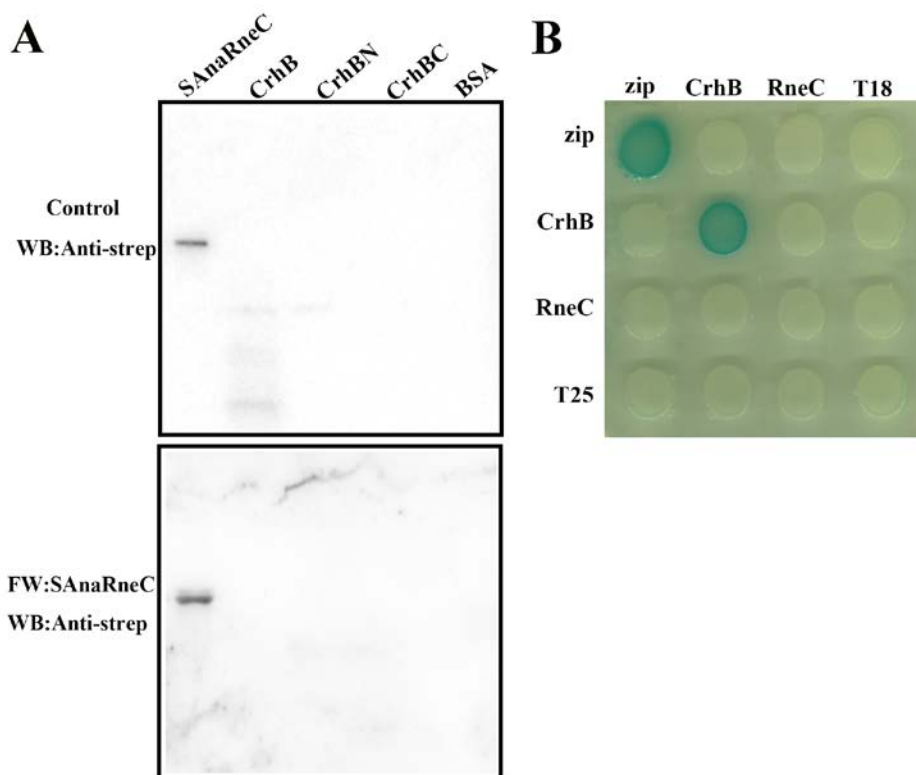 A
SAnaRneC CrhB CrhBN CrhBC BSA
Control
WB:Anti-strep
FW:SAnaRneC
WB:Anti-strep
B
zip CrhB RneC T18
zip
CrhB
RneC
T25